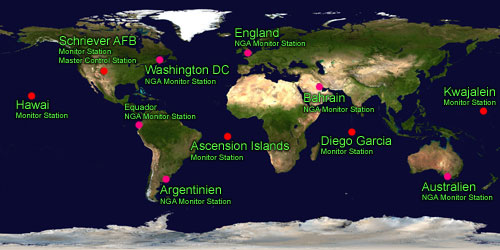 England
NGA Monitor Station
Schriever AFB
Monitor Station
Master Control Station
Washington DC
NGA Monitor Station
Hawai
Monitor Station
Equador
NGA Monitor Station
Bahrain
NGA Monitor Station
Kwajalein
Monitor Station
Ascension Islands
Monitor Station
Diego Garcia
Monitor Station
Argentinien
NGA Monitor Station
Australien
NGA Monitor Station